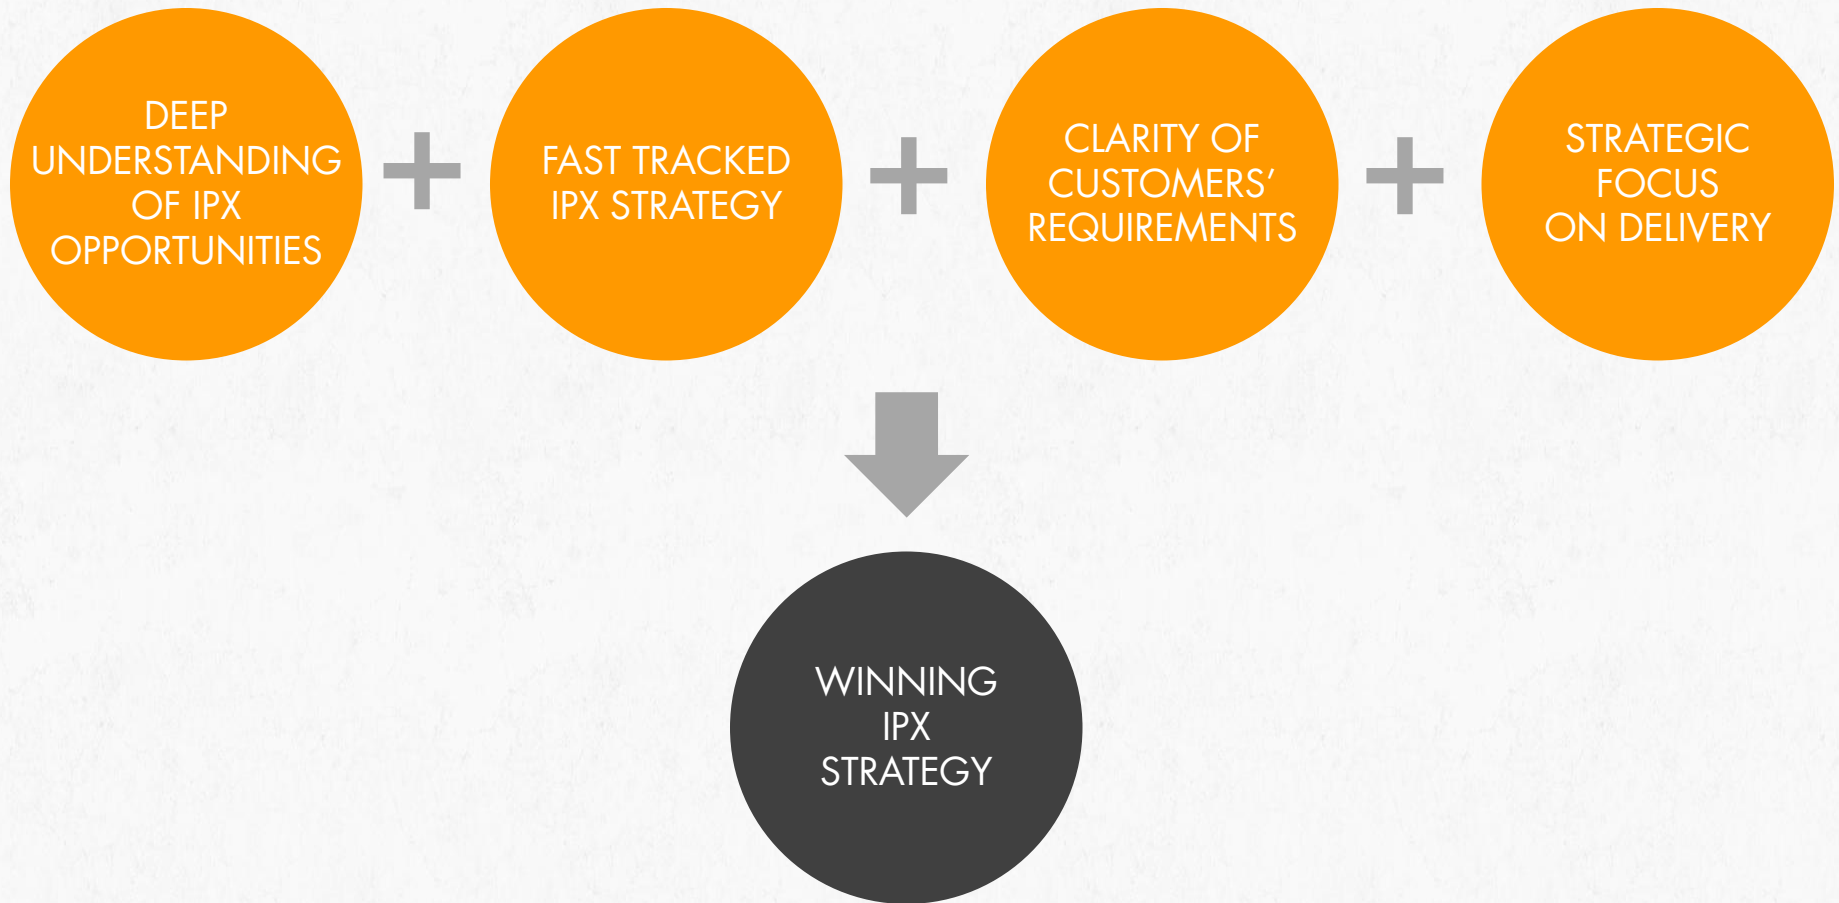 DEEP
UNDERSTANDING
OF IPX
OPPORTUNITIES
FAST TRACKED
IPX STRATEGY
CLARITY OF
CUSTOMERS’
REQUIREMENTS
STRATEGIC
FOCUS
ON DELIVERY
WINNING
IPX
STRATEGY